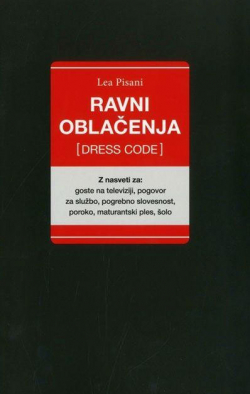 Lea Pisani
RAVNI
OBLAČENJA
[DRESS CODE]
Z nasveti za:
goste na televiziji, pogovor
za službo, pogrebno slovesnost,
poroko, maturantski ples, šolo